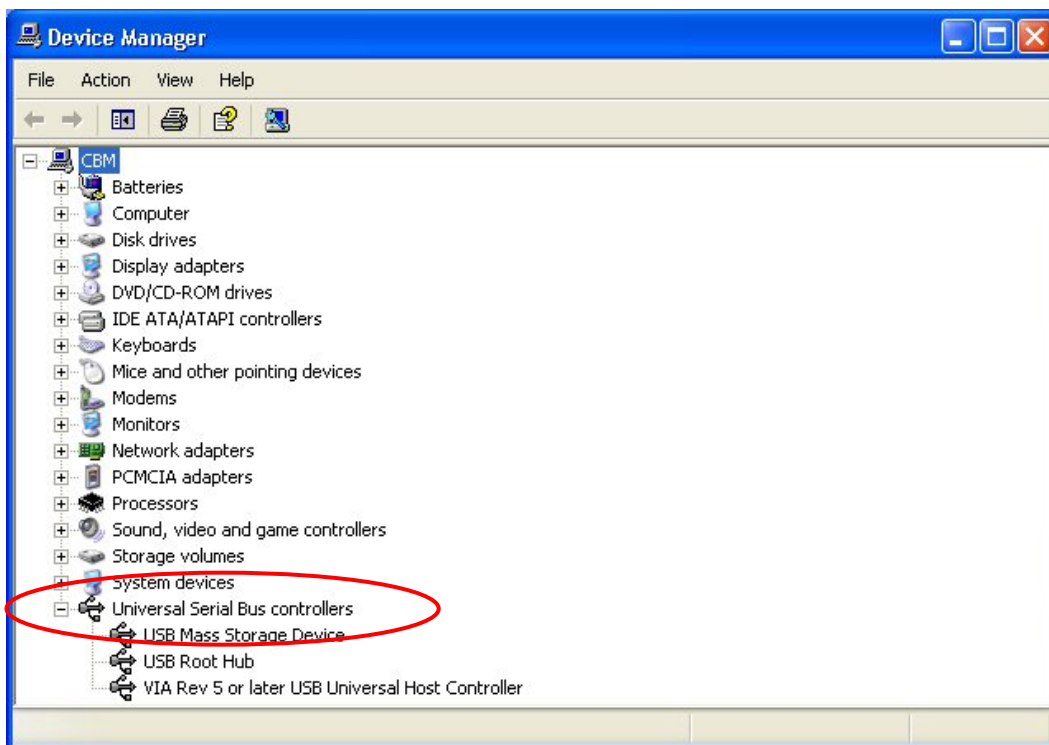 Device Manager
File Action View Help
CBM
Batteries
Computer
Disk drives
Display adapters
DVD/CD-ROM drives
IDE ATA/ATAPI controllers
Keyboards
Mice and other pointing devices
Modems
Monitors
Network adapters
PCMCIA adapters
Processors
Sound, video and game controllers
Storage volumes
System devices
Universal Serial Bus controllers
USB Mass Storage Device
USB Root Hub
VIA Rev 5 or later USB Universal Host Controller